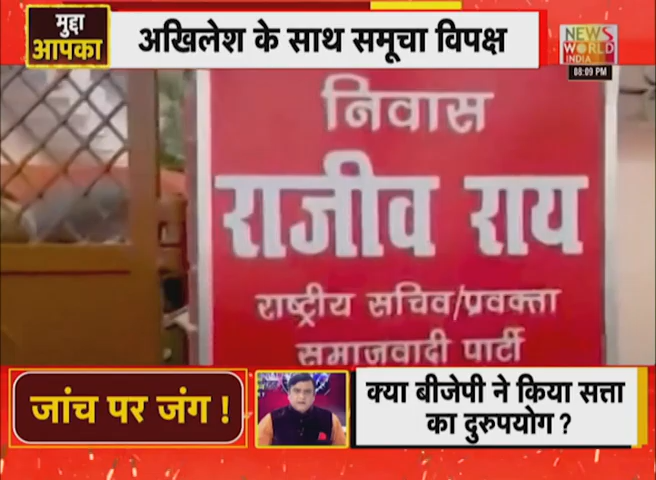 मुद्दा
आपका
अखिलेश के साथ समूचा विपक्ष
NEWS
WORLD
INDIA
08:09 PM
निवास
राजीव राय
राष्ट्रीय सचिव/प्रवक्ता
समाजवादी पार्टी
जांच पर जंग !
क्या बीजेपी ने किया सत्ता
का दुरुपयोग ?